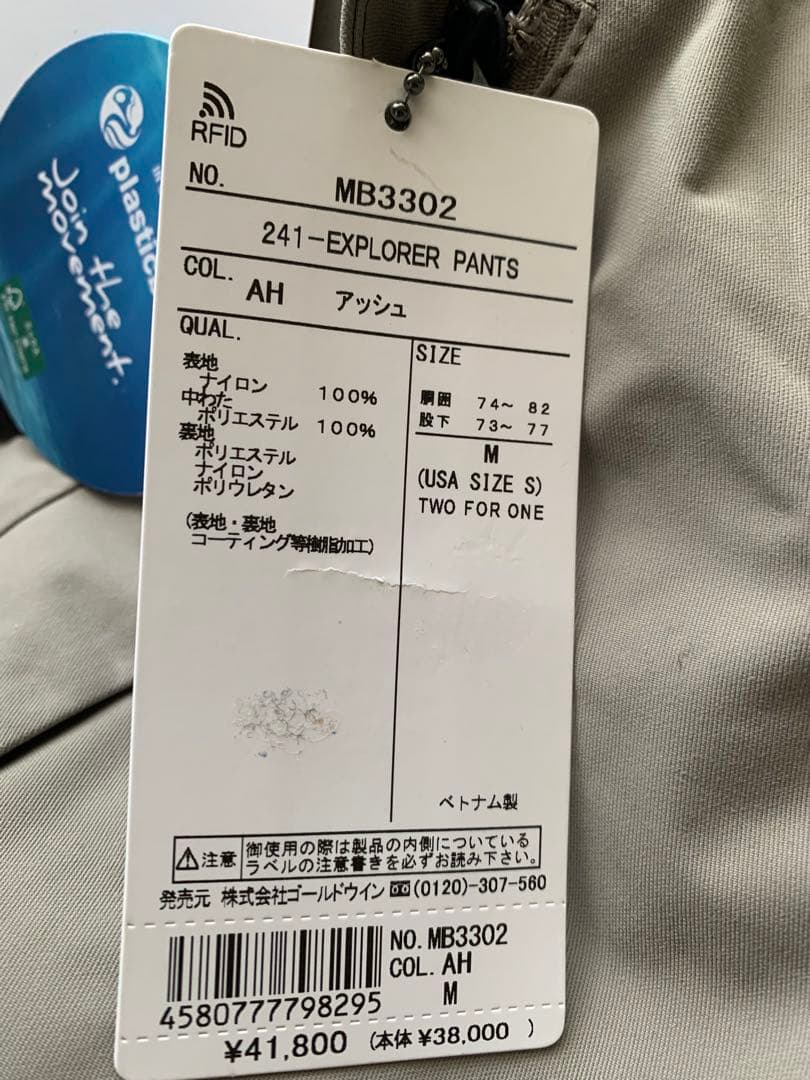 RFID
NO. MB3302
241-EXPLORER PANTS
COL. AH アッシュ
QUAL.
表地
ナイロン 100%
中わた
ポリエステル 100%
裏地
ポリエステル
ナイロン
ポリウレタン
(表地・裏地
コーティング等樹脂加工)
SIZE
胴囲 74~ 82
股下 73~ 77
M
(USA SIZE S)
TWO FOR ONE
ベトナム製
注意 御使用の際は製品の内側についている
ラベルの注意書きを必ずお読み下さい。
発売元 株式会社ゴールドウイン (0120)-307-560
NO. MB3302
COL. AH
M
4580777798295
¥41,800 (本体 ¥38,000 )
plastics
Join the
movement.